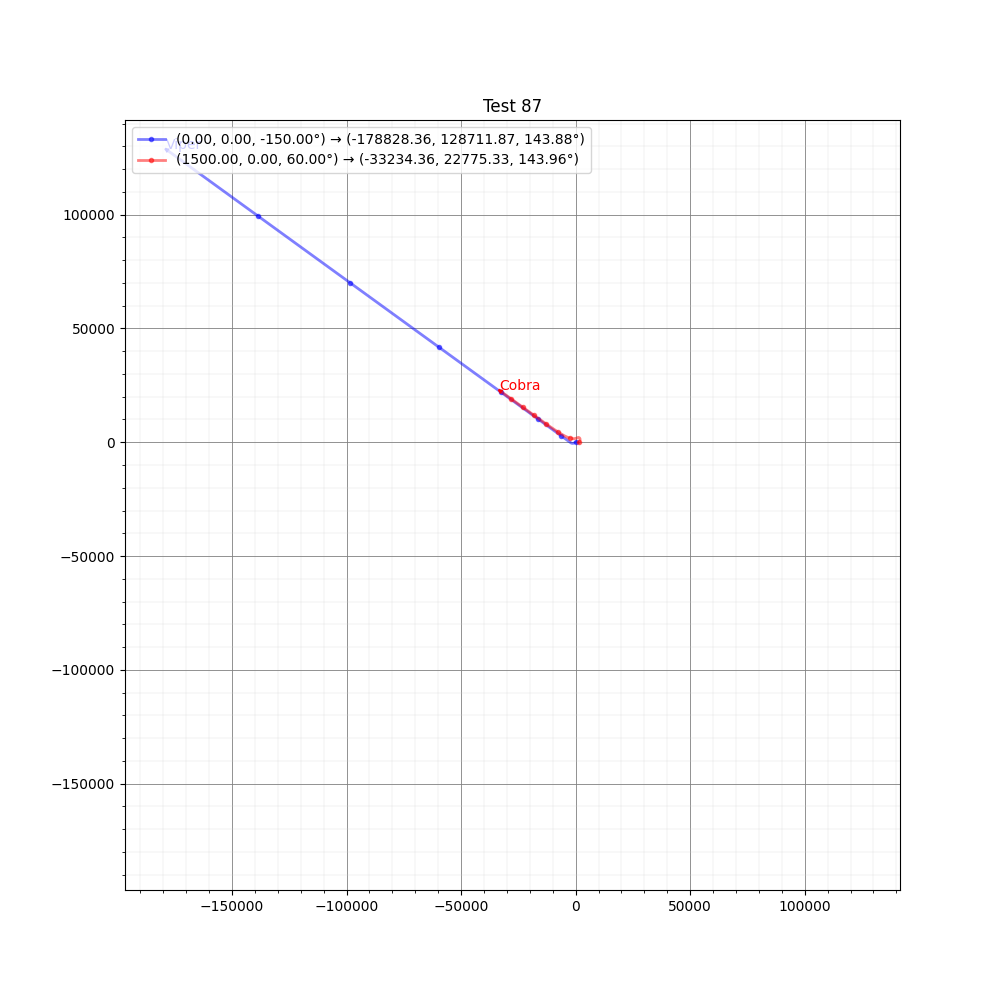 Test 87
(0.00, 0.00, -150.00°) → (-178828.36, 128711.87, 143.88°)
Viper
(1500.00, 0.00, 60.00°) → (-33234.36, 22775.33, 143.96°)
100000
50000
Cobra
0
−50000
−100000
−150000
−150000 −100000 −50000 0 50000 100000